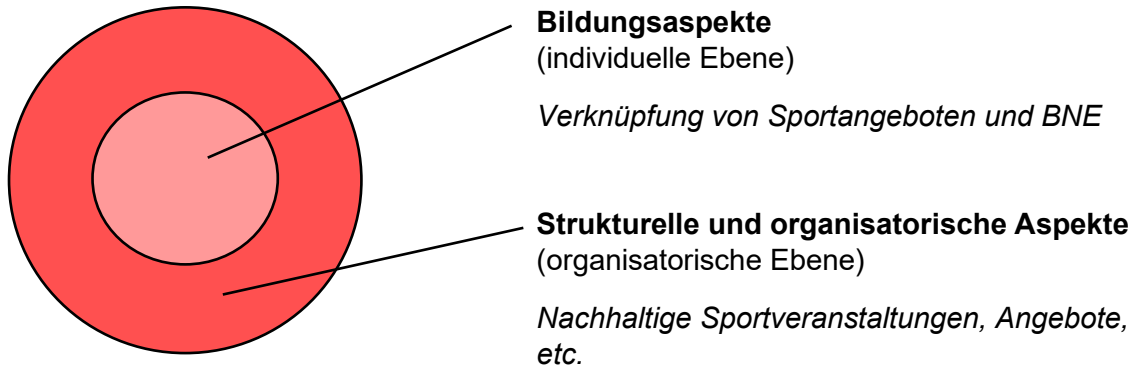 Bildungsaspekte
(individuelle Ebene)
Verknüpfung von Sportangeboten und BNE
Strukturelle und organisatorische Aspekte
(organisatorische Ebene)
Nachhaltige Sportveranstaltungen, Angebote,
etc.